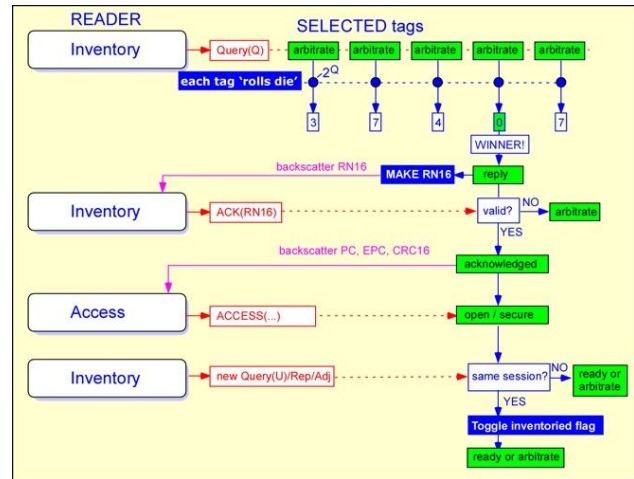 READER
SELECTED tags
Inventory
Query(Q)
arbitrate
arbitrate
arbitrate
arbitrate
arbitrate
each tag ‘rolls die’
2Q
3
7
4
0
7
WINNER!
backscatter RN16
MAKE RN16
reply
Inventory
ACK(RN16)
valid?
NO
arbitrate
YES
backscatter PC, EPC, CRC16
acknowledged
Access
ACCESS(...)
open / secure
Inventory
new Query(U)/Rep/Adj
same session?
NO
ready or
arbitrate
YES
Toggle inventoried flag
ready or arbitrate